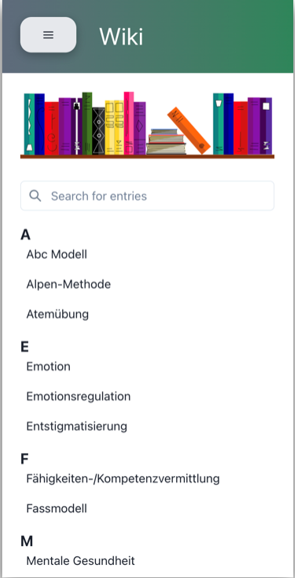 Wiki
Search for entries
A
Abc Modell
Alpen-Methode
Atemübung
E
Emotion
Emotionsregulation
Entstigmatisierung
F
Fähigkeiten-/Kompetenzvermittlung
Fassmodell
M
Mentale Gesundheit